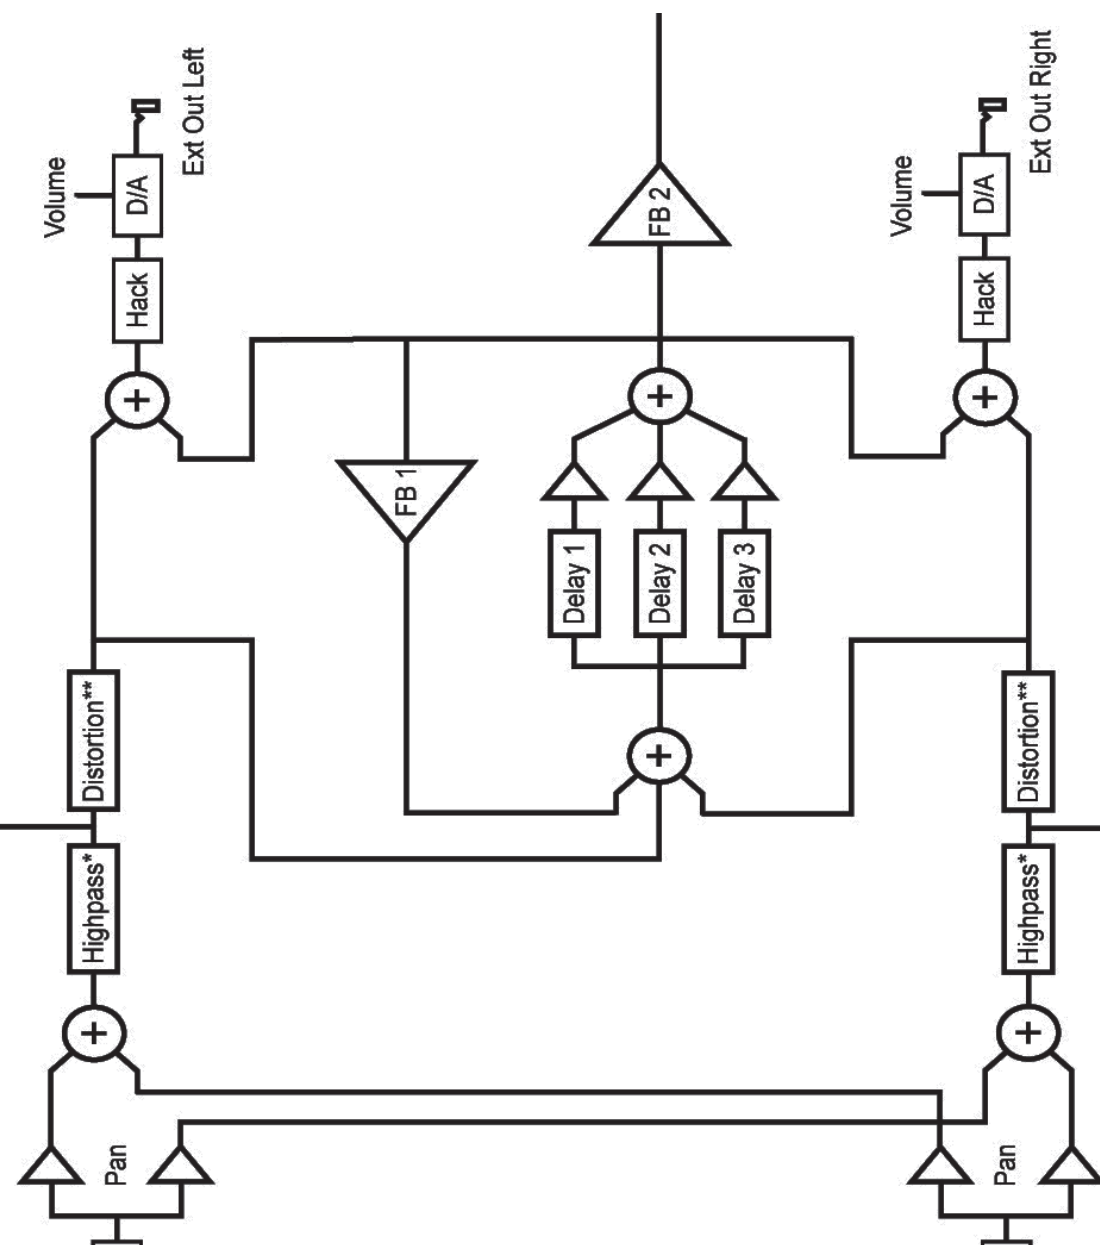 Volume
D/A
Ext Out Left
Hack
FB 2
Volume
D/A
Ext Out Right
Hack
+
+
+
FB 1
Delay 1
Delay 2
Delay 3
Distortion**
+
Distortion**
Highpass*
Highpass*
+
+
Pan
Pan